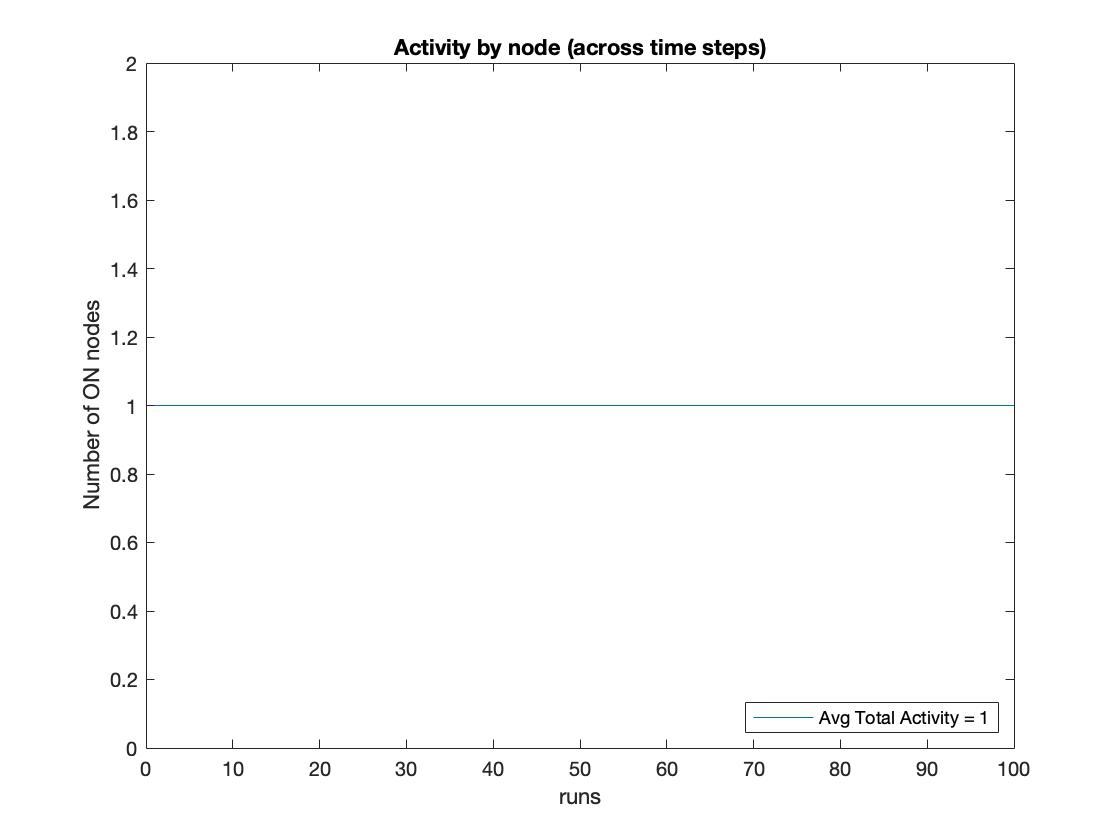 Activity by node (across time steps)
2
1.8
1.6
1.4
1.2
1
0.8
0.6
0.4
0.2
0
Number of ON nodes
Avg Total Activity = 1
0 10 20 30 40 50 60 70 80 90 100
runs